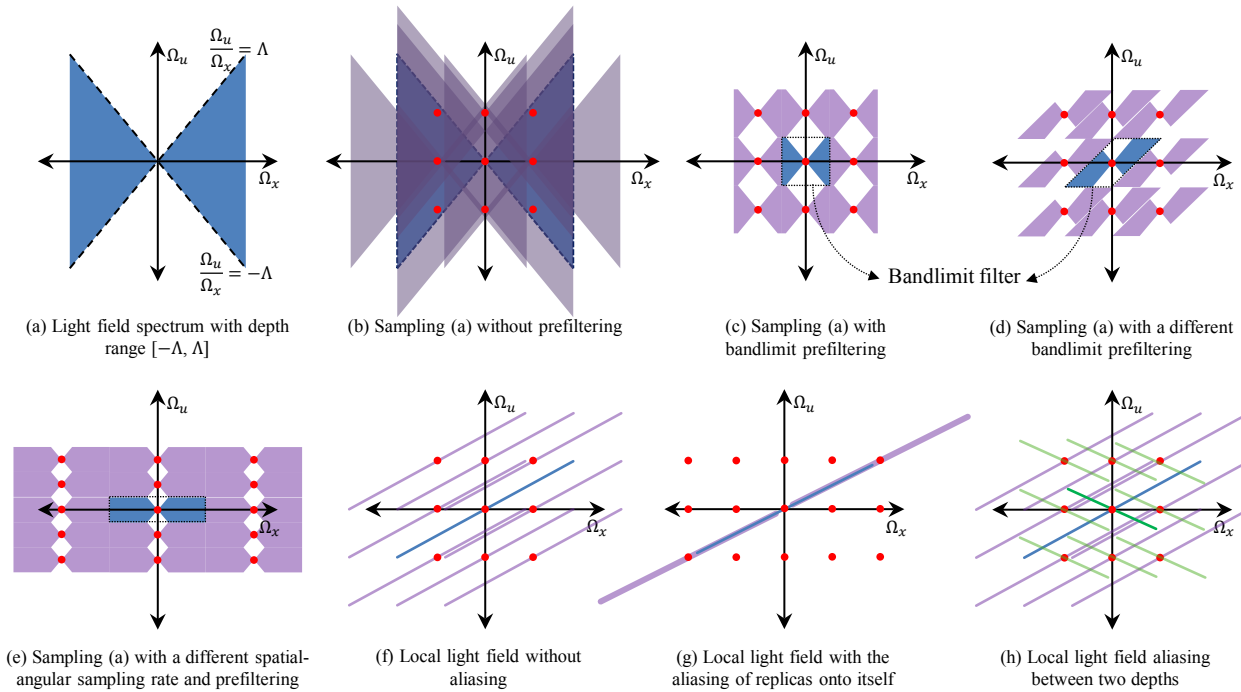 Ω_u
Ω_u/Ω_x = Λ
Ω_x
Ω_u/Ω_x = −Λ
(a) Light field spectrum with depth
range [−Λ, Λ]
Ω_u
Ω_x
(b) Sampling (a) without prefiltering
Ω_u
Ω_x
(c) Sampling (a) with
bandlimit prefiltering
Bandlimit filter
Ω_u
Ω_x
(d) Sampling (a) with a different
bandlimit prefiltering
Ω_u
Ω_x
(e) Sampling (a) with a different spatial-
angular sampling rate and prefiltering
Ω_u
Ω_x
(f) Local light field without
aliasing
Ω_u
Ω_x
(g) Local light field with the
aliasing of replicas onto itself
Ω_u
Ω_x
(h) Local light field aliasing
between two depths